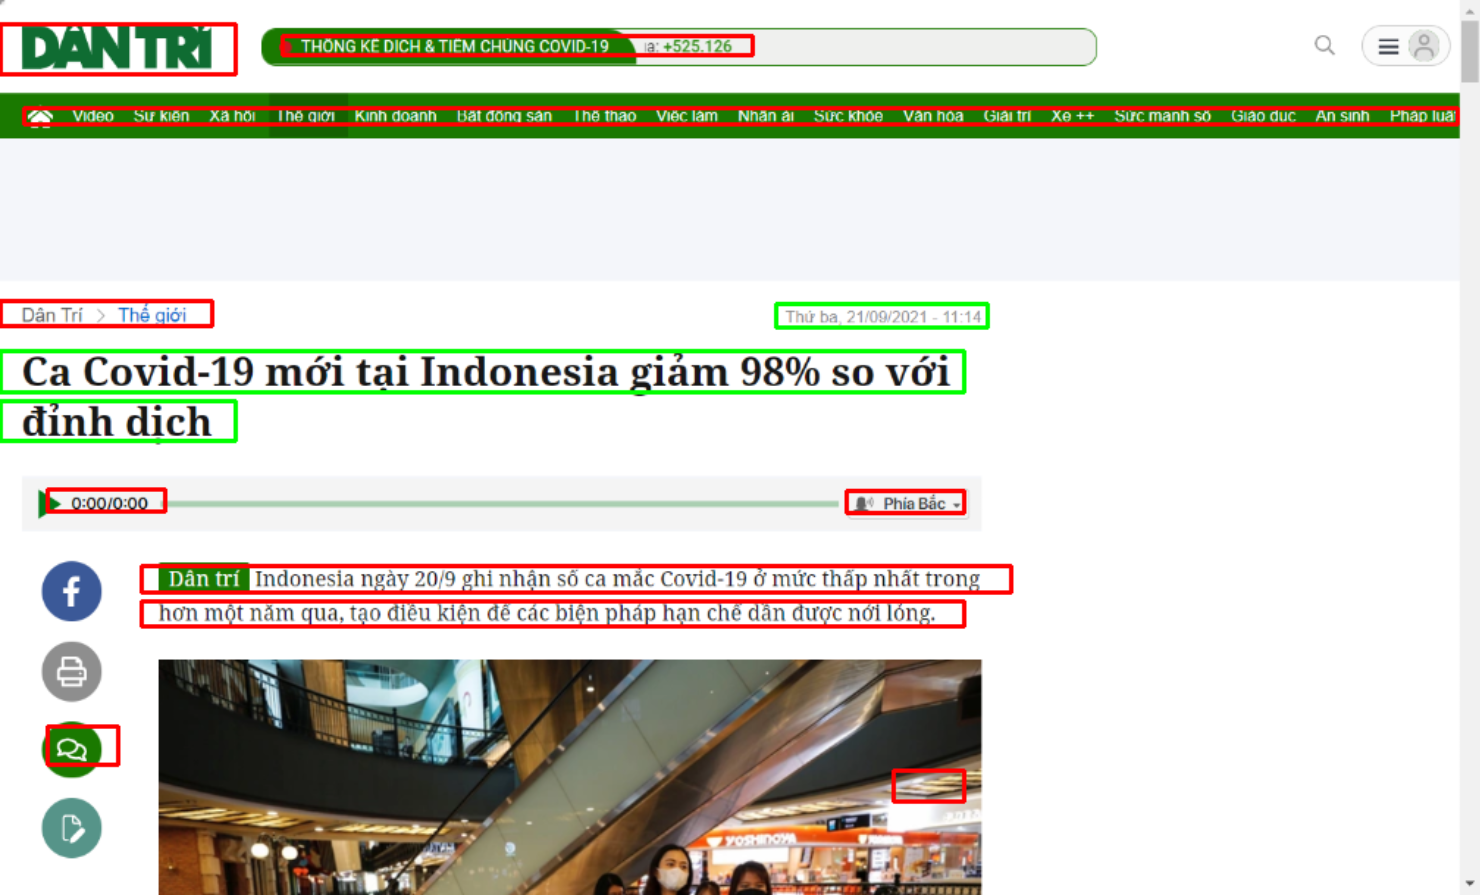 DÂN TRÍ
THỐNG KÊ DỊCH & TIÊM CHỦNG COVID-19
+525.126
Video Sự kiện Xã hội Thế giới Kinh doanh Bất động sản Thể thao Việc làm Nhân ái Sức khỏe Văn hóa Giải trí Xe ++ Sức mạnh số Giáo dục An sinh Pháp luật
Dân Trí > Thế giới
Thứ ba, 21/09/2021 - 11:14
Ca Covid-19 mới tại Indonesia giảm 98% so với
đỉnh dịch
0:00/0:00
Phía Bắc
Dân trí Indonesia ngày 20/9 ghi nhận số ca mắc Covid-19 ở mức thấp nhất trong
hơn một năm qua, tạo điều kiện để các biện pháp hạn chế dần được nới lỏng.
YOSHINOYA